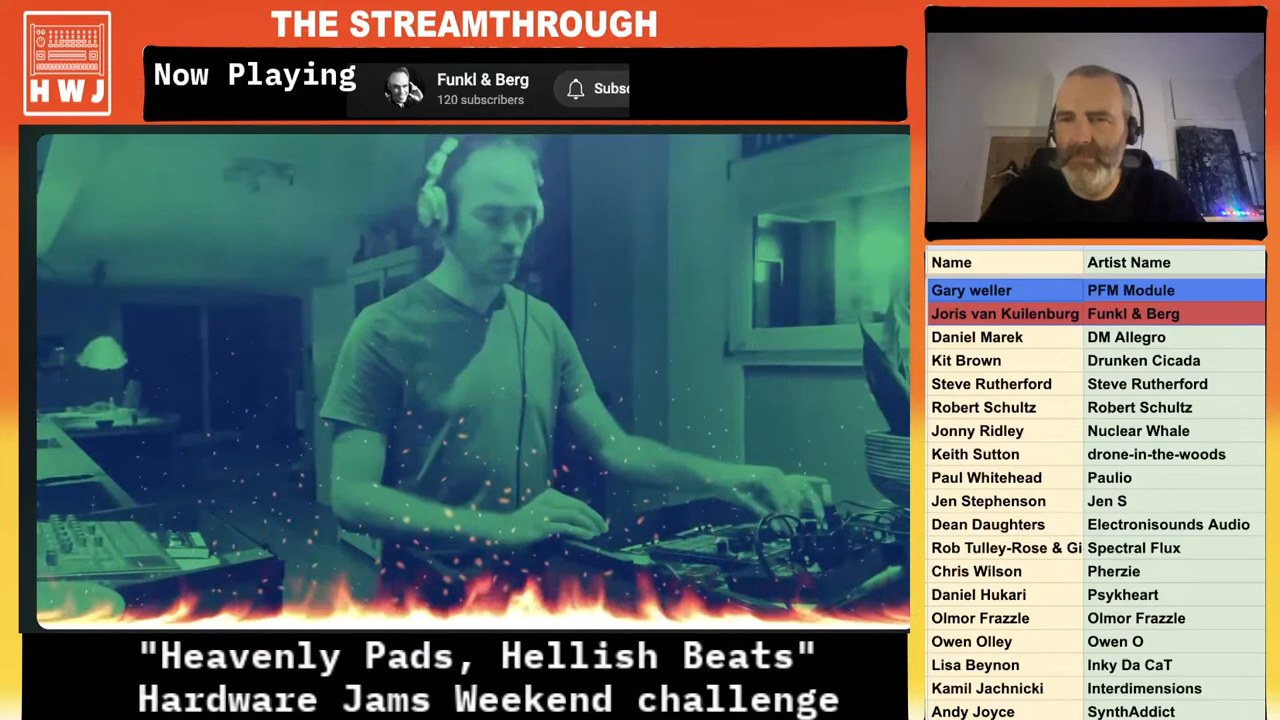 HWJ
THE STREAMTHROUGH
Now Playing
Funkl & Berg
120 subscribers
Name Artist Name
Gary weller PFM Module
Joris van Kuilenburg Funkl & Berg
Daniel Marek DM Allegro
Kit Brown Drunken Cicada
Steve Rutherford Steve Rutherford
Robert Schultz Robert Schultz
Jonny Ridley Nuclear Whale
Keith Sutton drone-in-the-woods
Paul Whitehead Paulio
Jen Stephenson Jen S
Dean Daughters Electronisounds Audio
Rob Tulley-Rose & Gi Spectral Flux
Chris Wilson Pherzie
Daniel Hukari Psykheart
Olmor Frazzle Olmor Frazzle
Owen Olley Owen O
Lisa Beynon Inky Da CaT
Kamil Jachnicki Interdimensions
Andy Joyce SynthAddict
"Heavenly Pads, Hellish Beats"
Hardware Jams Weekend challenge